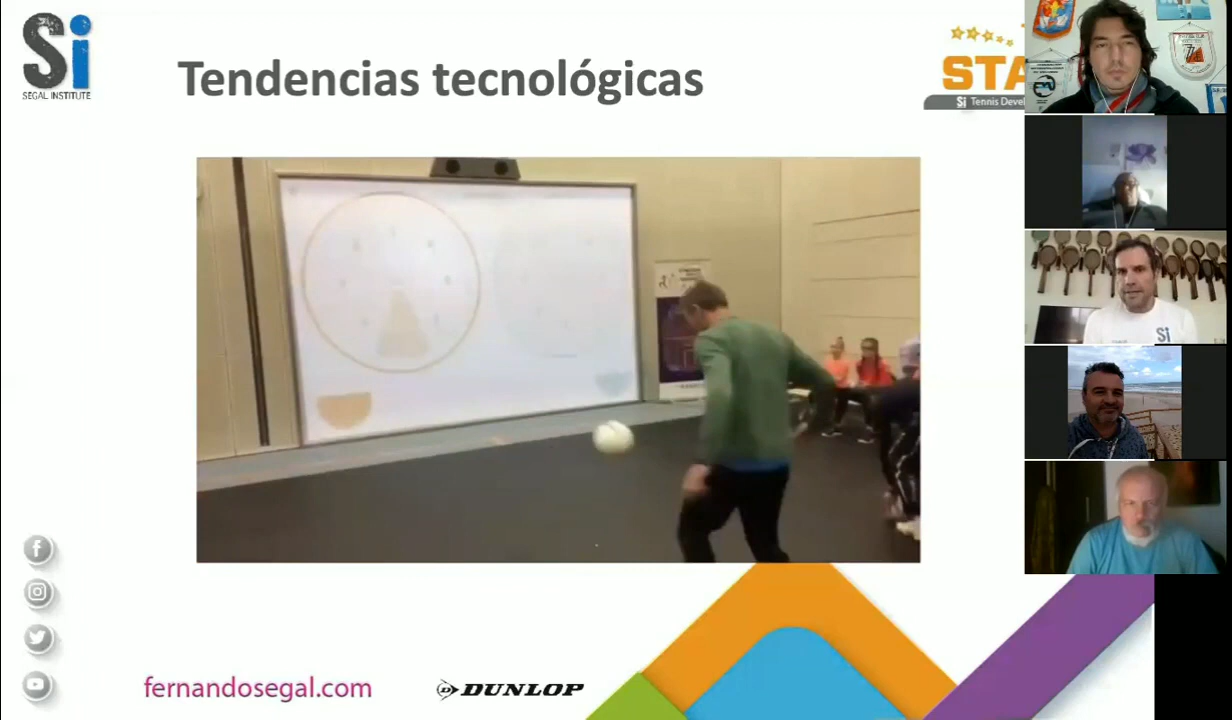 Si
SEGAL INSTITUTE
Tendencias tecnológicas
STA
Si Tennis Devel
Si
fernandosegal.com
DUNLOP